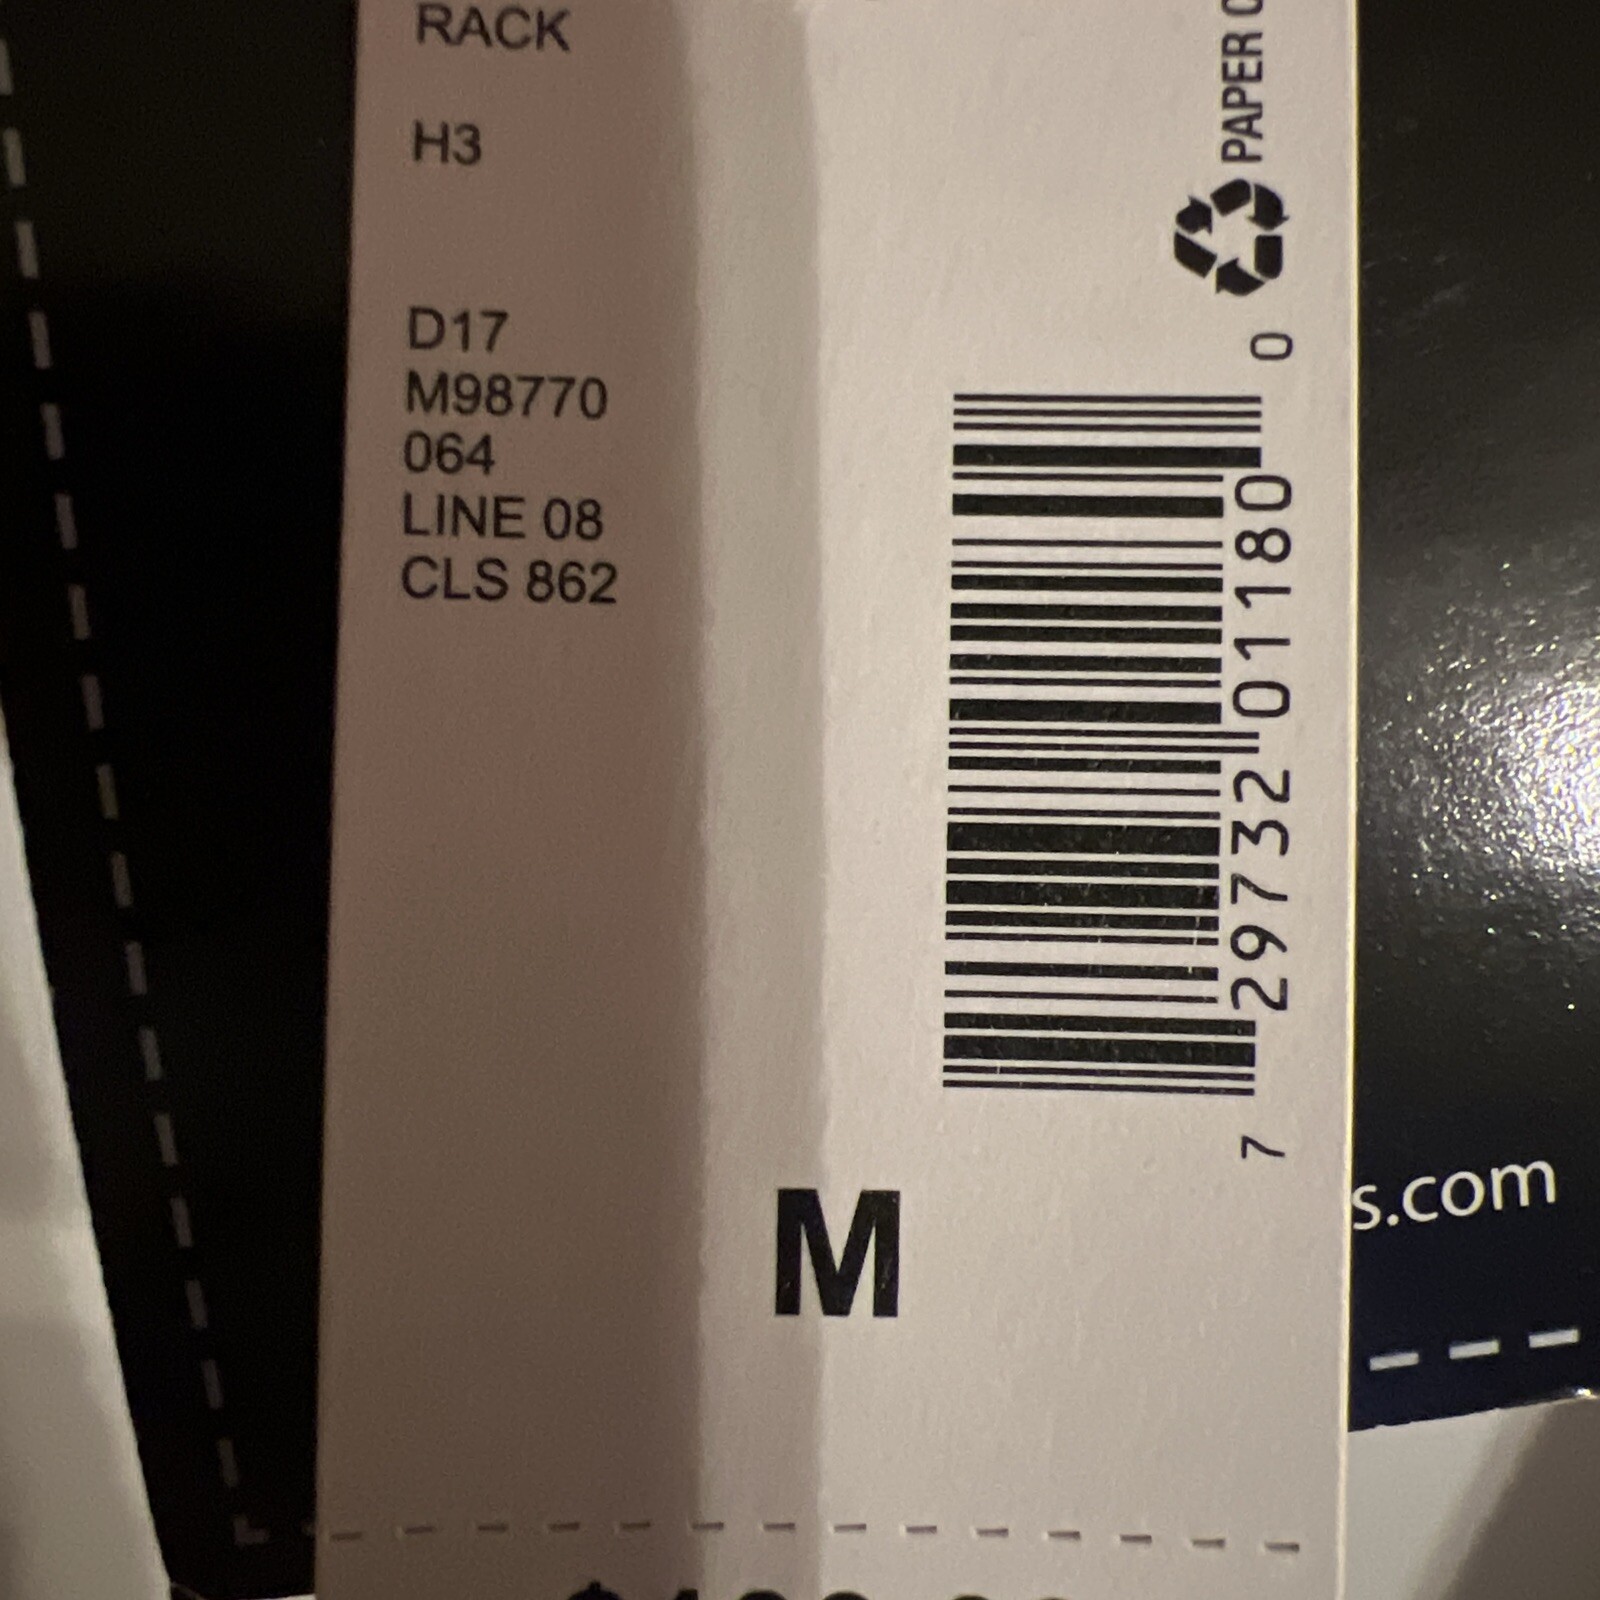 RACK
H3
D17
M98770
064
LINE 08
CLS 862
PAPER
7 29732 01180 0
M
s.com